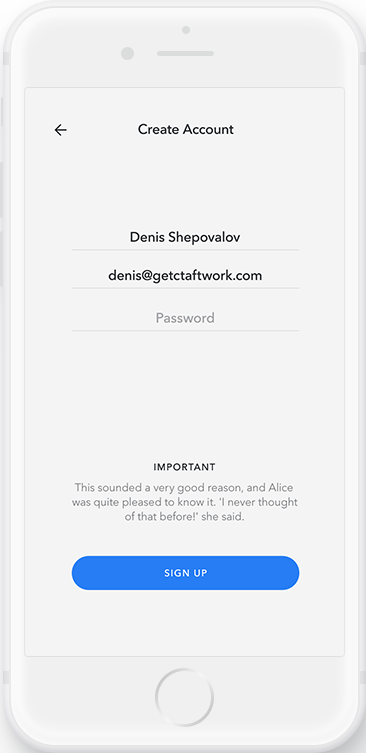 Create Account
Denis Shepovalov
denis@getctaftwork.com
Password
IMPORTANT
This sounded a very good reason, and Alice
was quite pleased to know it. 'I never thought
of that before!' she said.
SIGN UP